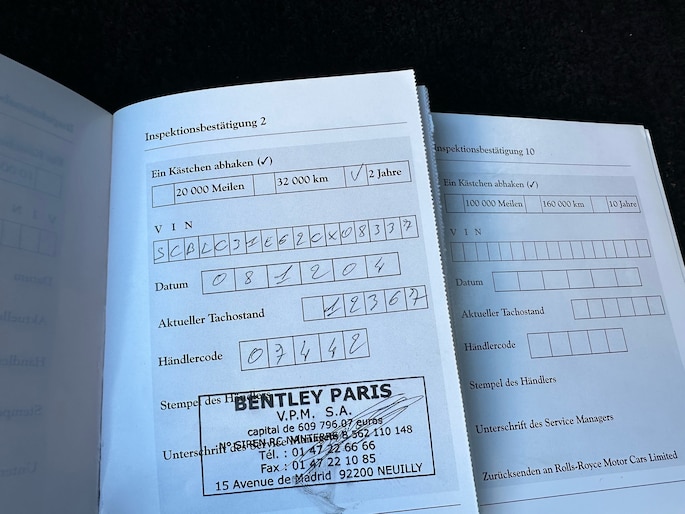 Inspektionsbestätigung 2
Ein Kästchen abhaken (✓)
20 000 Meilen 32 000 km ✓ 2 Jahre
V I N
SCBLC31E62CX08337
Datum 081204
Aktueller Tachostand 12367
Händlercode 07442
Stempel des Händlers
BENTLEY PARIS
V.P.M. S.A.
capital de 609 796,07 euros
Unterschrift des Service Managers
N° SIREN RC NANTERRE B 562 110 148
Tél. : 01 47 22 66 66
Fax : 01 47 22 10 85
15 Avenue de Madrid 92200 NEUILLY
Inspektionsbestätigung 10
Ein Kästchen abhaken (✓)
100 000 Meilen 160 000 km 10 Jahre
V I N
Datum
Aktueller Tachostand
Händlercode
Stempel des Händlers
Unterschrift des Service Managers
Zurücksenden an Rolls-Royce Motor Cars Limited